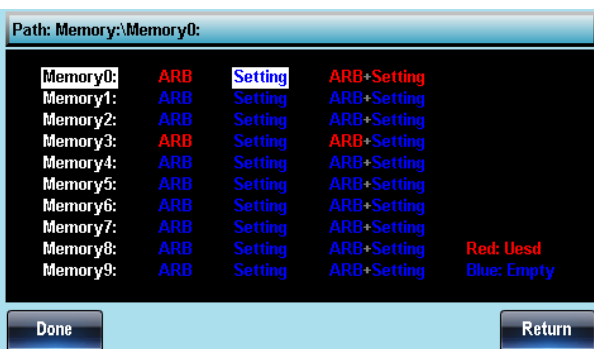 Path: Memory:\Memory0:
Memory0: ARB Setting ARB+Setting
Memory1: ARB Setting ARB+Setting
Memory2: ARB Setting ARB+Setting
Memory3: ARB Setting ARB+Setting
Memory4: ARB Setting ARB+Setting
Memory5: ARB Setting ARB+Setting
Memory6: ARB Setting ARB+Setting
Memory7: ARB Setting ARB+Setting
Memory8: ARB Setting ARB+Setting Red: Uesd
Memory9: ARB Setting ARB+Setting Blue: Empty
Done Return